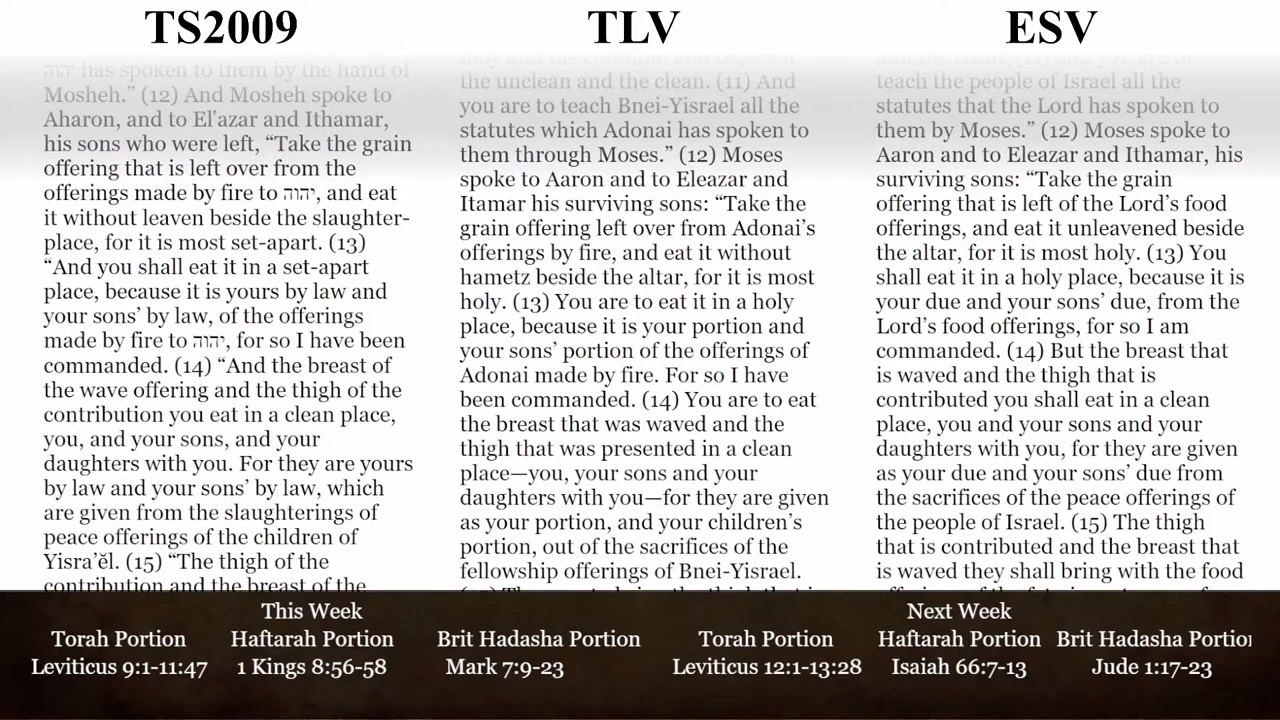 TS2009
יהוה has spoken to them by the hand of
Mosheh.” (12) And Mosheh spoke to
Aharon, and to El'azar and Ithamar,
his sons who were left, “Take the grain
offering that is left over from the
offerings made by fire to יהוה, and eat
it without leaven beside the slaughter-
place, for it is most set-apart. (13)
“And you shall eat it in a set-apart
place, because it is yours by law and
your sons’ by law, of the offerings
made by fire to יהוה, for so I have been
commanded. (14) “And the breast of
the wave offering and the thigh of the
contribution you eat in a clean place,
you, and your sons, and your
daughters with you. For they are yours
by law and your sons’ by law, which
are given from the slaughterings of
peace offerings of the children of
Yisra’ĕl. (15) “The thigh of the
contribution and the breast of the
TLV
holy and the common and between
the unclean and the clean. (11) And
you are to teach Bnei-Yisrael all the
statutes which Adonai has spoken to
them through Moses.” (12) Moses
spoke to Aaron and to Eleazar and
Itamar his surviving sons: “Take the
grain offering left over from Adonai’s
offerings by fire, and eat it without
hametz beside the altar, for it is most
holy. (13) You are to eat it in a holy
place, because it is your portion and
your sons’ portion of the offerings of
Adonai made by fire. For so I have
been commanded. (14) You are to eat
the breast that was waved and the
thigh that was presented in a clean
place—you, your sons and your
daughters with you—for they are given
as your portion, and your children’s
portion, out of the sacrifices of the
fellowship offerings of Bnei-Yisrael.
ESV
teach the people of Israel all the
statutes that the Lord has spoken to
them by Moses.” (12) Moses spoke to
Aaron and to Eleazar and Ithamar, his
surviving sons: “Take the grain
offering that is left of the Lord’s food
offerings, and eat it unleavened beside
the altar, for it is most holy. (13) You
shall eat it in a holy place, because it is
your due and your sons’ due, from the
Lord’s food offerings, for so I am
commanded. (14) But the breast that
is waved and the thigh that is
contributed you shall eat in a clean
place, you and your sons and your
daughters with you, for they are given
as your due and your sons’ due from
the sacrifices of the peace offerings of
the people of Israel. (15) The thigh
that is contributed and the breast that
is waved they shall bring with the food
This Week
Torah Portion Haftarah Portion Brit Hadasha Portion
Leviticus 9:1-11:47 1 Kings 8:56-58 Mark 7:9-23
Next Week
Torah Portion Haftarah Portion Brit Hadasha Portion
Leviticus 12:1-13:28 Isaiah 66:7-13 Jude 1:17-23